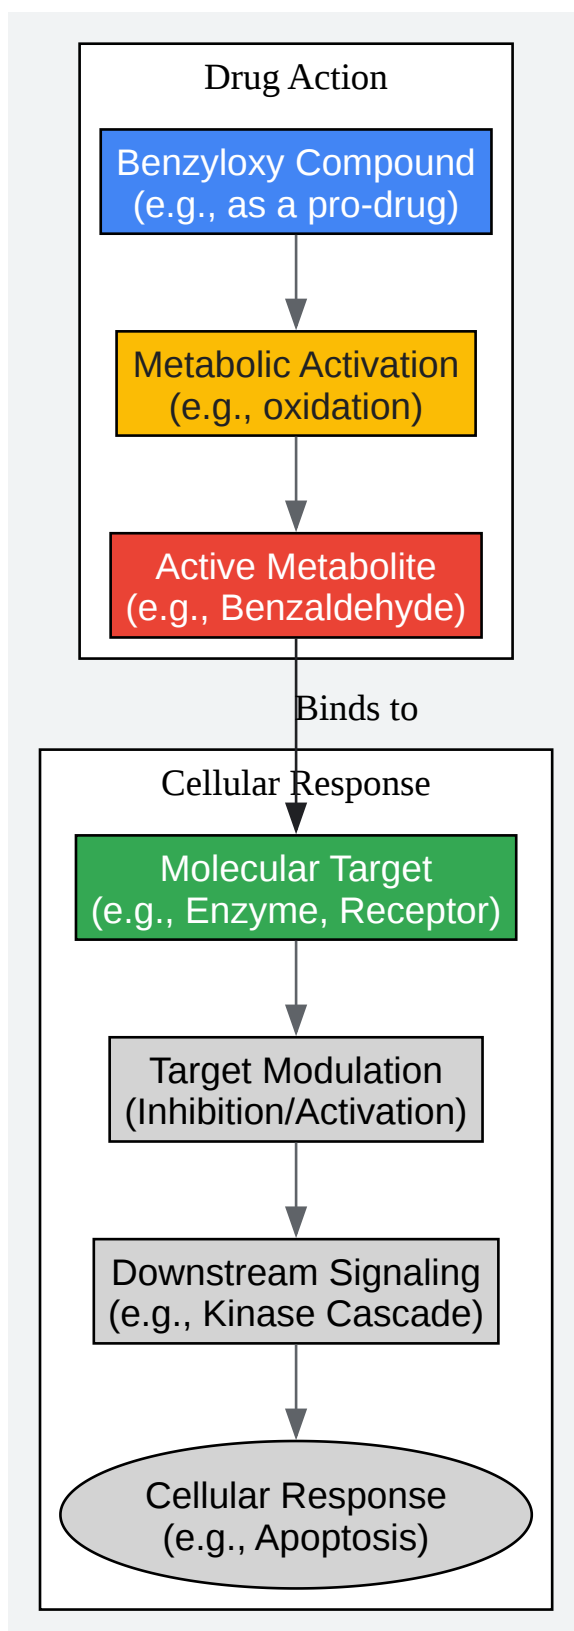 Drug Action
Benzyloxy Compound
(e.g., as a pro-drug)
Metabolic Activation
(e.g., oxidation)
Active Metabolite
(e.g., Benzaldehyde)
Binds to
Cellular Response
Molecular Target
(e.g., Enzyme, Receptor)
Target Modulation
(Inhibition/Activation)
Downstream Signaling
(e.g., Kinase Cascade)
Cellular Response
(e.g., Apoptosis)